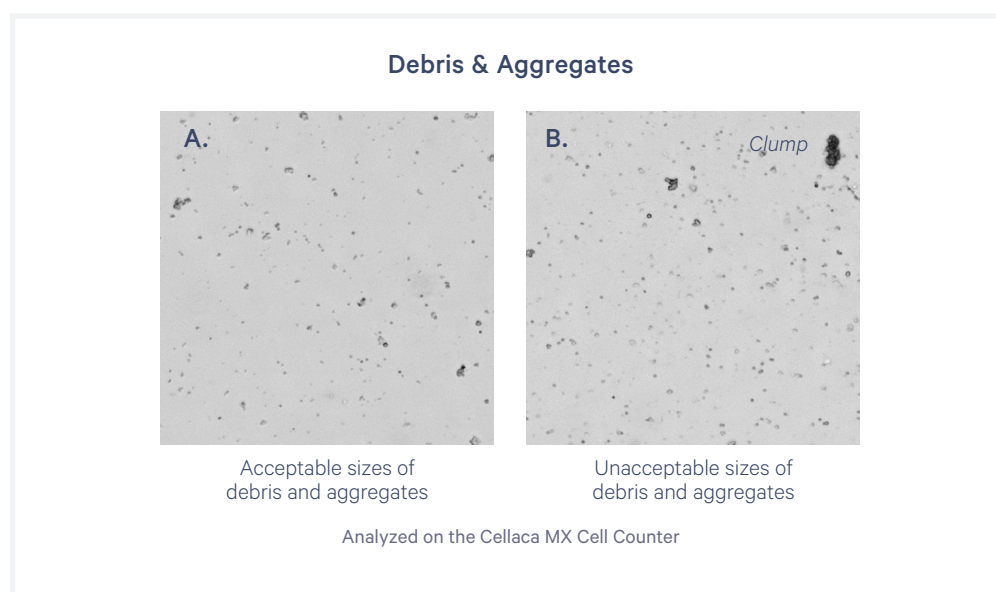 Debris & Aggregates
A.
B.
Clump
Acceptable sizes of
debris and aggregates
Unacceptable sizes of
debris and aggregates
Analyzed on the Cellaca MX Cell Counter